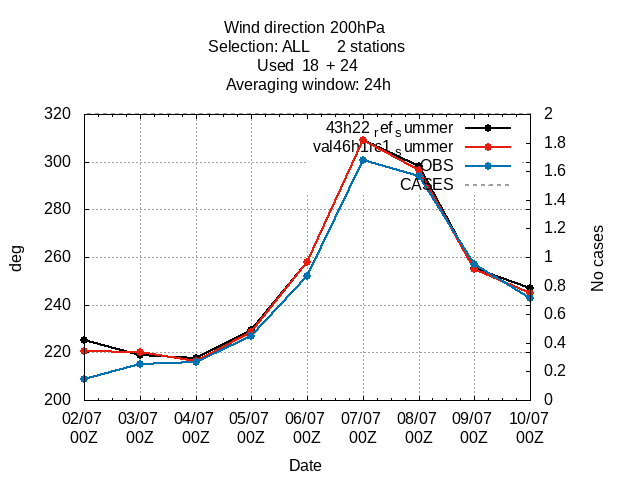 Wind direction 200hPa
Selection: ALL 2 stations
Used 18 + 24
Averaging window: 24h
320 2
43h22 refsummer
val46h1rs1summer
OBS
CASES
300
280
260
240
220
200
1.8
1.6
1.4
1.2
1
0.8
0.6
0.4
0.2
0
deg
No cases
02/07 03/07 04/07 05/07 06/07 07/07 08/07 09/07 10/07
00Z 00Z 00Z 00Z 00Z 00Z 00Z 00Z 00Z
Date